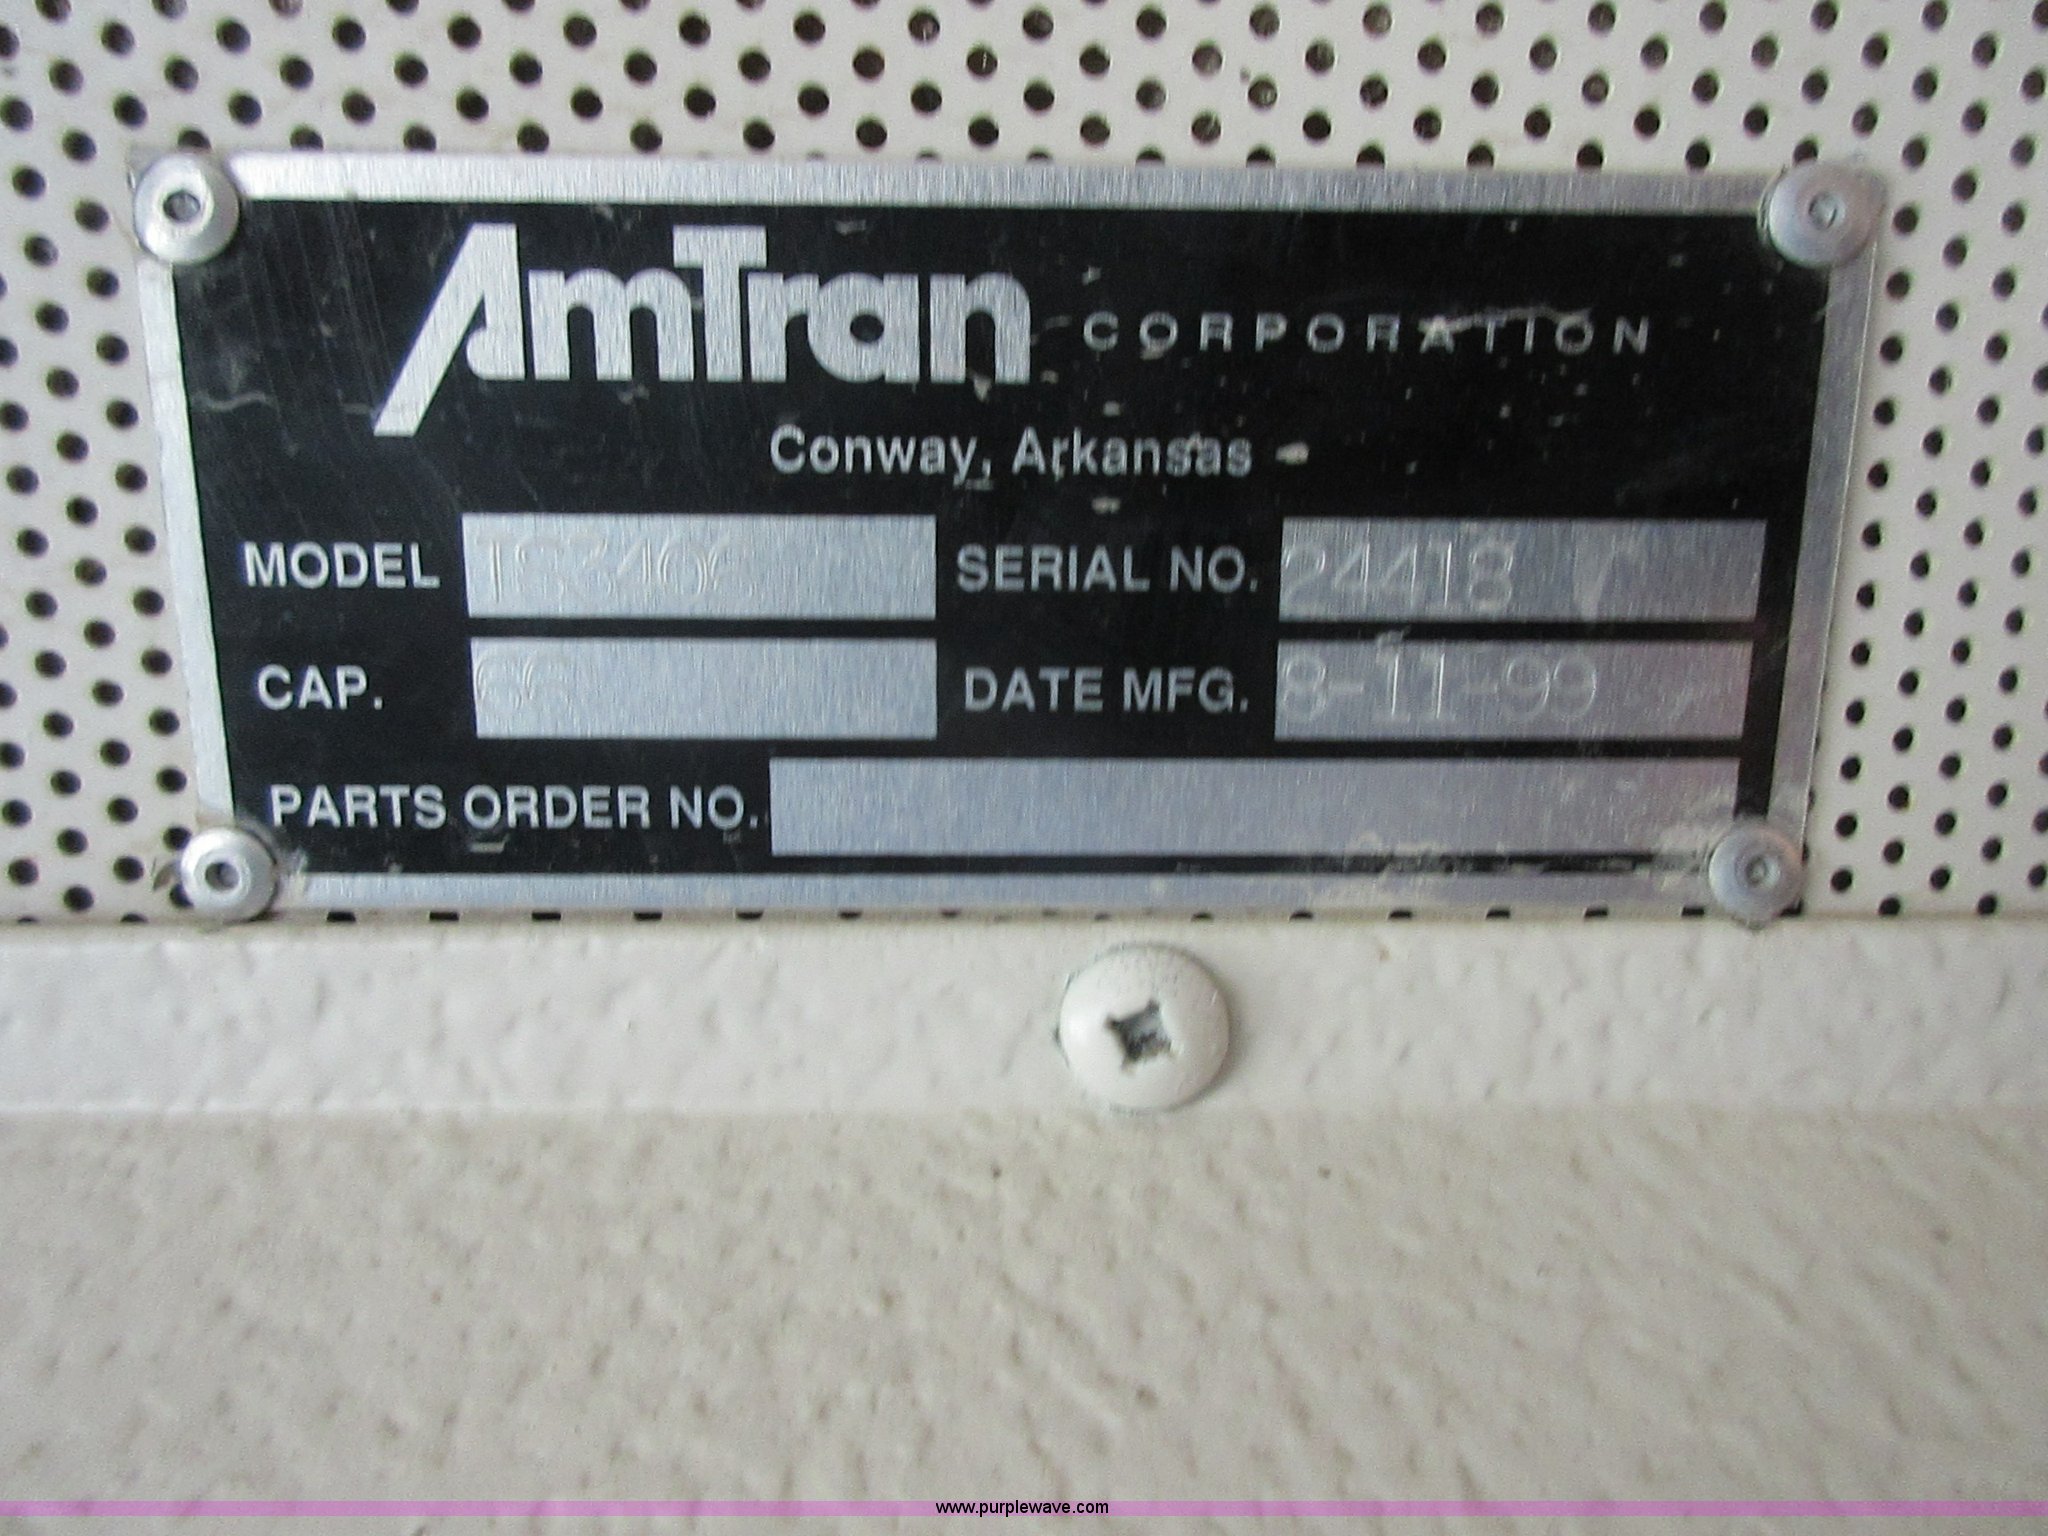 AmTran CORPORATION
Conway, Arkansas
MODEL SERIAL NO. 24418
CAP. 66 DATE MFG. 8-11-99
PARTS ORDER NO.
www.purplewave.com